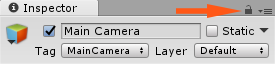 Inspector
Main Camera Static
Tag MainCamera Layer Default